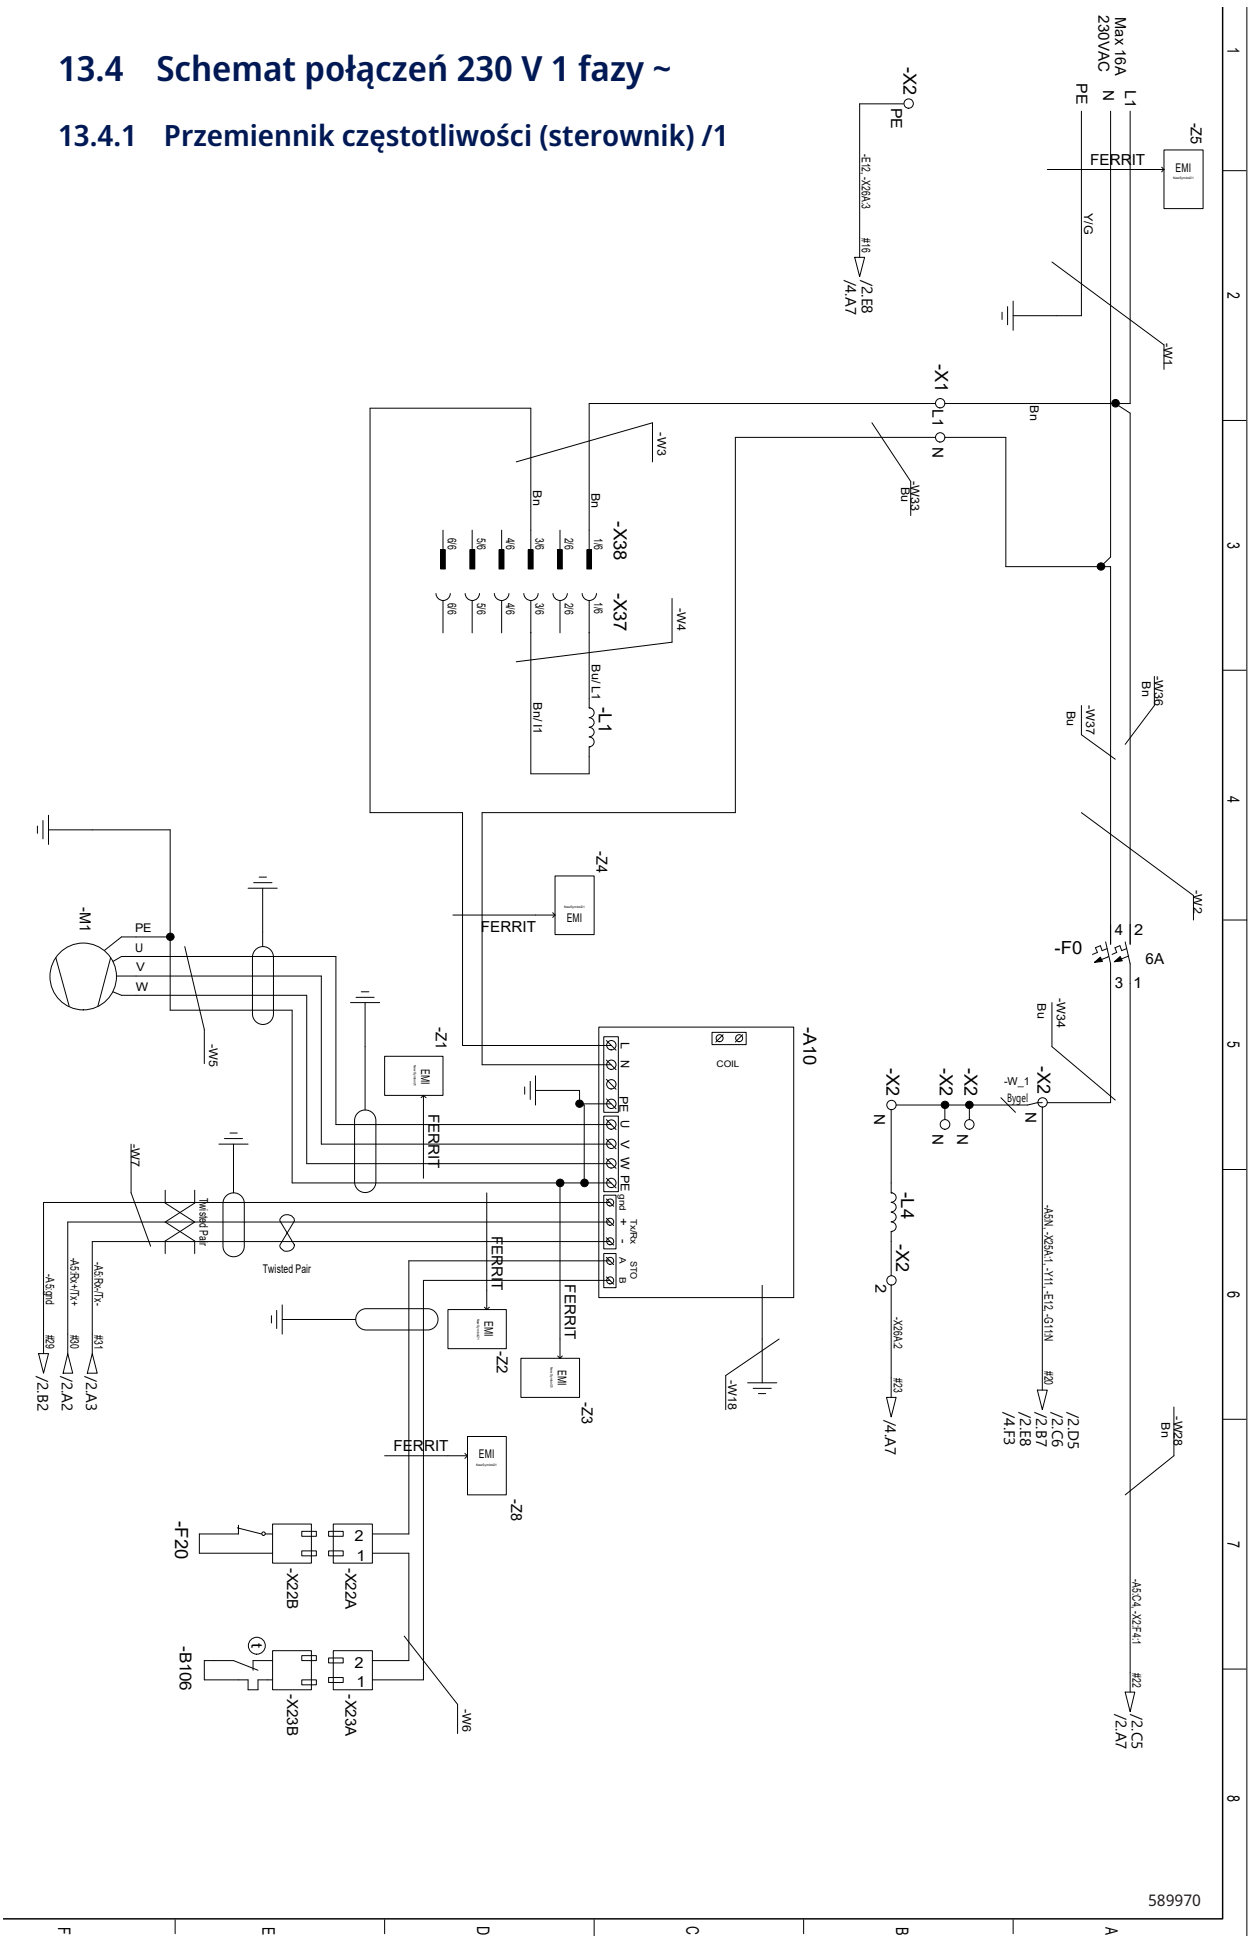 13.4 Schemat połączeń 230 V 1 fazy ~
13.4.1 Przemiennik częstotliwości (sterownik) /1
Max 16A
230VAC
L1
N
PE
-Z5
EMI
FERRIT
Y/G
-W1
-X2
PE
-E12, -X26A:3
#16
/2.E8
/4.A7
-X1
L1
N
Bn
-W33
Bu
-W3
Bn
Bn
-X38
1/6
2/6
3/6
4/6
5/6
6/6
-X37
1/6
2/6
3/6
4/6
5/6
6/6
-W4
Bu/ L1
Bn/ l1
-L1
-W36
Bn
-W37
Bu
-W2
-F0
4
2
6A
3
1
-Z4
EMI
FERRIT
-M1
PE
U
V
W
-W5
-Z1
EMI
FERRIT
-A10
COIL
L
N
PE
U
V
W
PE
gnd
+
-
Tx/Rx
A
B
STO
-W34
Bu
-X2
N
-W_1
Bygel
-X2
N
-X2
N
-X2
N
-L4
-X2
2
-X26A:2
#23
/4.A7
-A5:N, -X25A:1, -Y11, -E12, -G11:N
#20
/2.D5
/2.C6
/2.B7
/2.E8
/4.F3
-W7
Twisted Pair
Twisted Pair
-A5:gnd
#29
/2.B2
-A5:Rx+/Tx+
#30
/2.A2
-A5:Rx-/Tx-
#31
/2.A3
FERRIT
EMI
-Z2
FERRIT
EMI
-Z3
-W18
FERRIT
EMI
-Z8
-W28
Bn
-F20
-X22B
-X22A
2
1
-B106
t
-X23B
-X23A
2
1
-W6
-A5:C4, -X2:F4:1
#22
/2.C5
/2.A7
1
2
3
4
5
6
7
8
589970
F
E
D
C
B
A